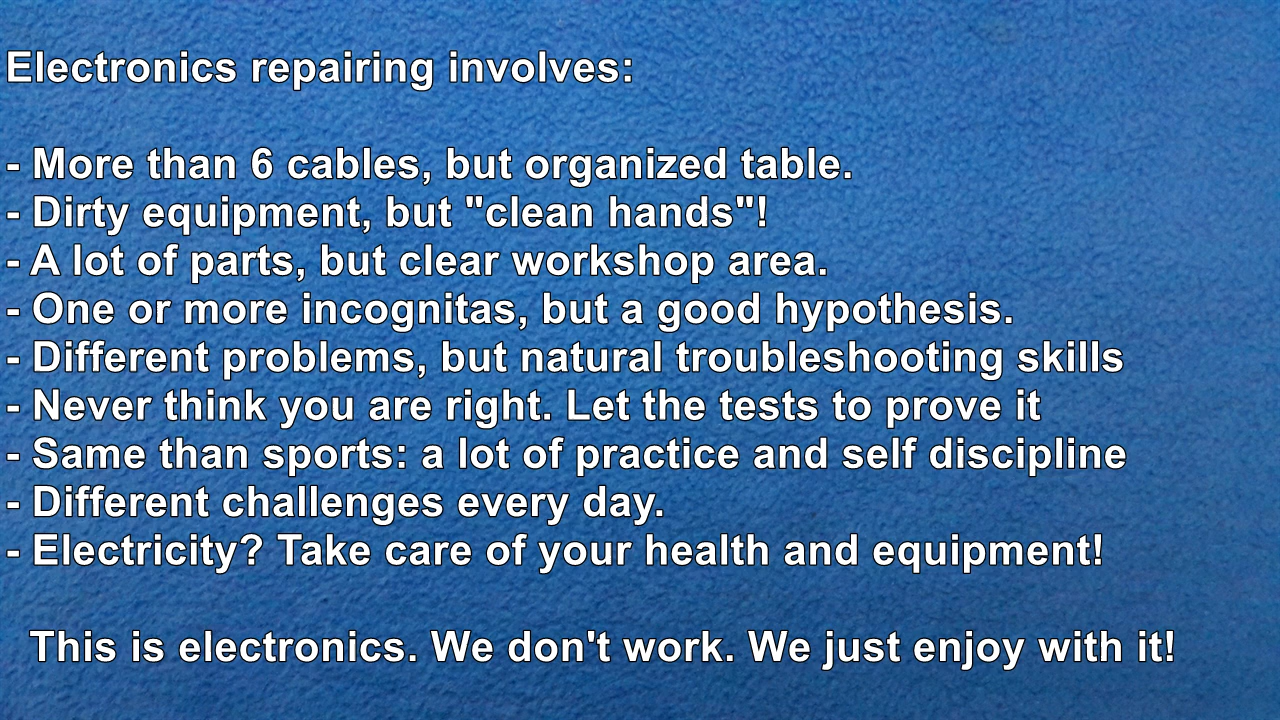 Electronics repairing involves:
- More than 6 cables, but organized table.
- Dirty equipment, but "clean hands"!
- A lot of parts, but clear workshop area.
- One or more incognitas, but a good hypothesis.
- Different problems, but natural troubleshooting skills
- Never think you are right. Let the tests to prove it
- Same than sports: a lot of practice and self discipline
- Different challenges every day.
- Electricity? Take care of your health and equipment!
This is electronics. We don't work. We just enjoy with it!